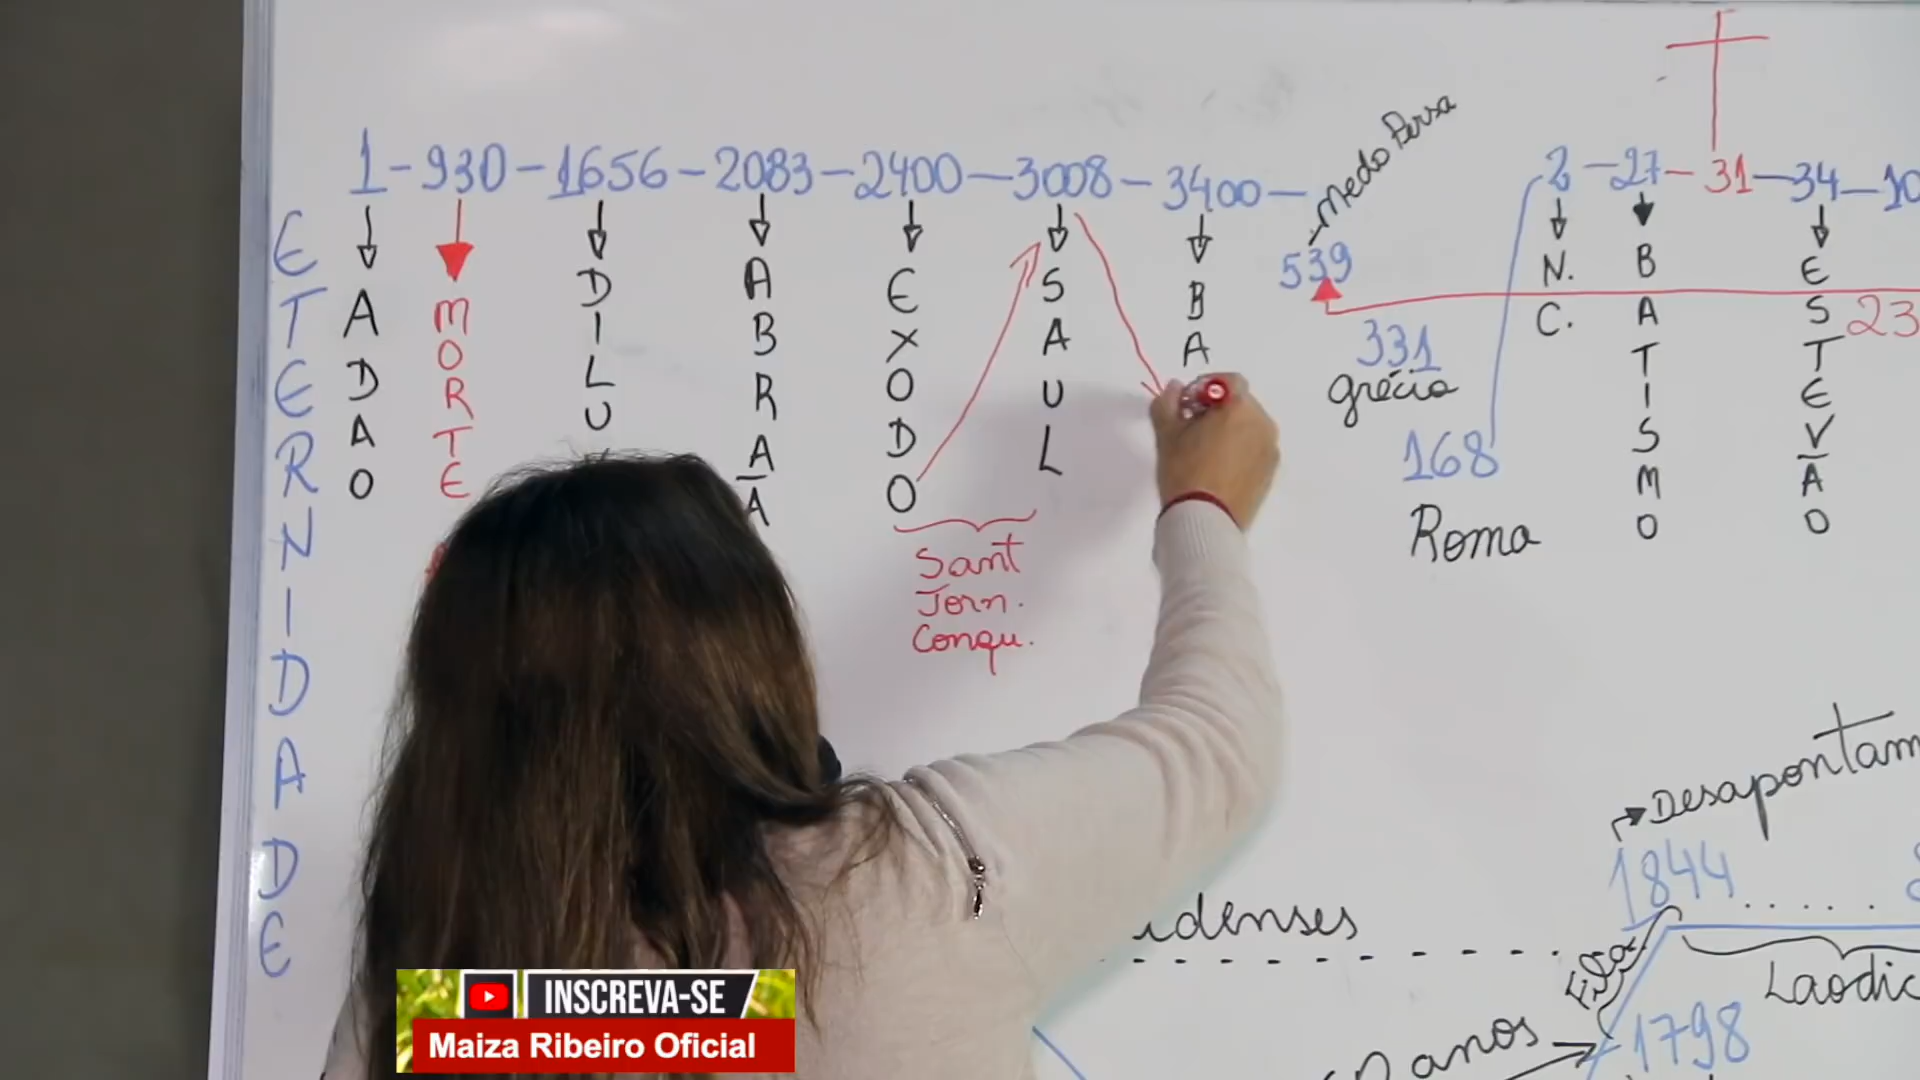 1 - 930 - 1656 - 2083 - 2400 - 3008 - 3400 -
2 - 27 - 31 - 34 - 10
Medo Persa
539
331
Grécia
168
Roma
ETERNIDADE
ADAO
MORTE
DILU
ABRAÃ
EXODO
SAUL
BA
N.C.
BATISMO
ESTEVÃO
23
Sant
Jorn.
Conqu.
Desapontam
1844 . . . . .
idenses
Laodic
anos
1798
INSCREVA-SE
Maiza Ribeiro Oficial